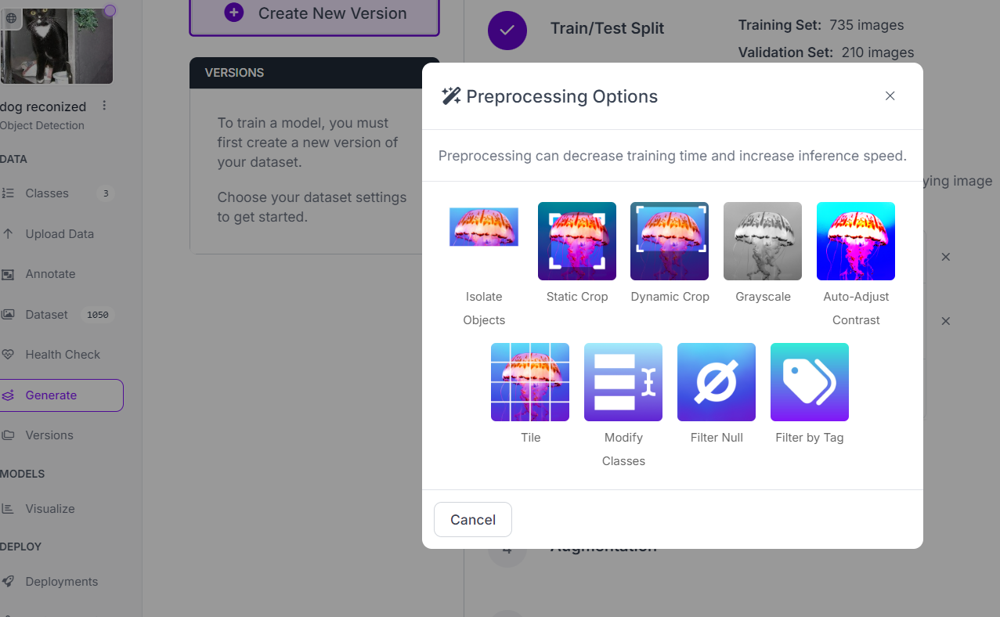 Create New Version
Train/Test Split
Training Set: 735 images
Validation Set: 210 images
VERSIONS
Preprocessing Options
dog reconized
Object Detection
To train a model, you must
first create a new version of
your dataset.
Preprocessing can decrease training time and increase inference speed.
DATA
ying image
Classes
3
Choose your dataset settings
to get started.
Upload Data
Annotate
Isolate
Objects
Static Crop
Dynamic Crop
Grayscale
Auto-Adjust
Contrast
Dataset
1050
Health Check
Generate
Versions
Tile
Modify
Classes
Filter Null
Filter by Tag
MODELS
Visualize
Cancel
DEPLOY
4
Augmentation
Deployments